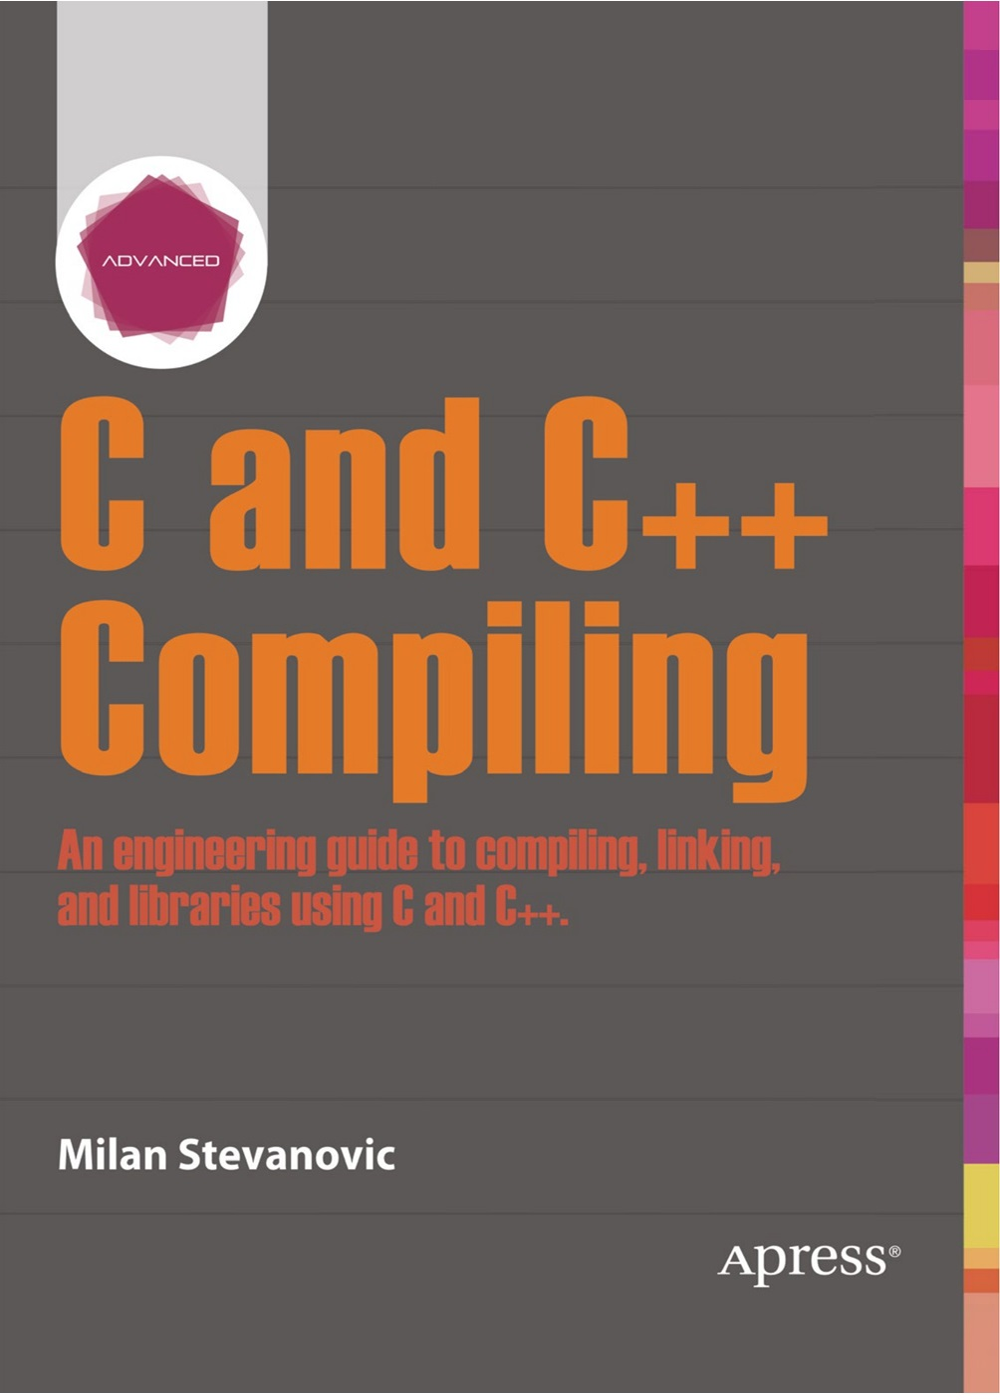 ADVANCED
C and C++
Compiling
An engineering guide to compiling, linking,
and libraries using C and C++.
Milan Stevanovic
Apress®